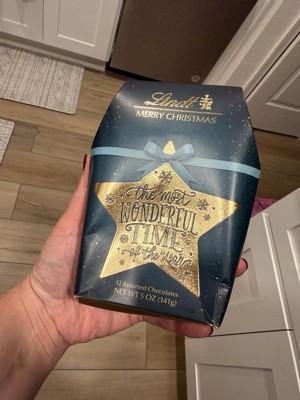 Lindt
MERRY CHRISTMAS
the most
WONDERFUL
TIME
of the year
12 Assorted Chocolates
NET WT 5 OZ (141g)